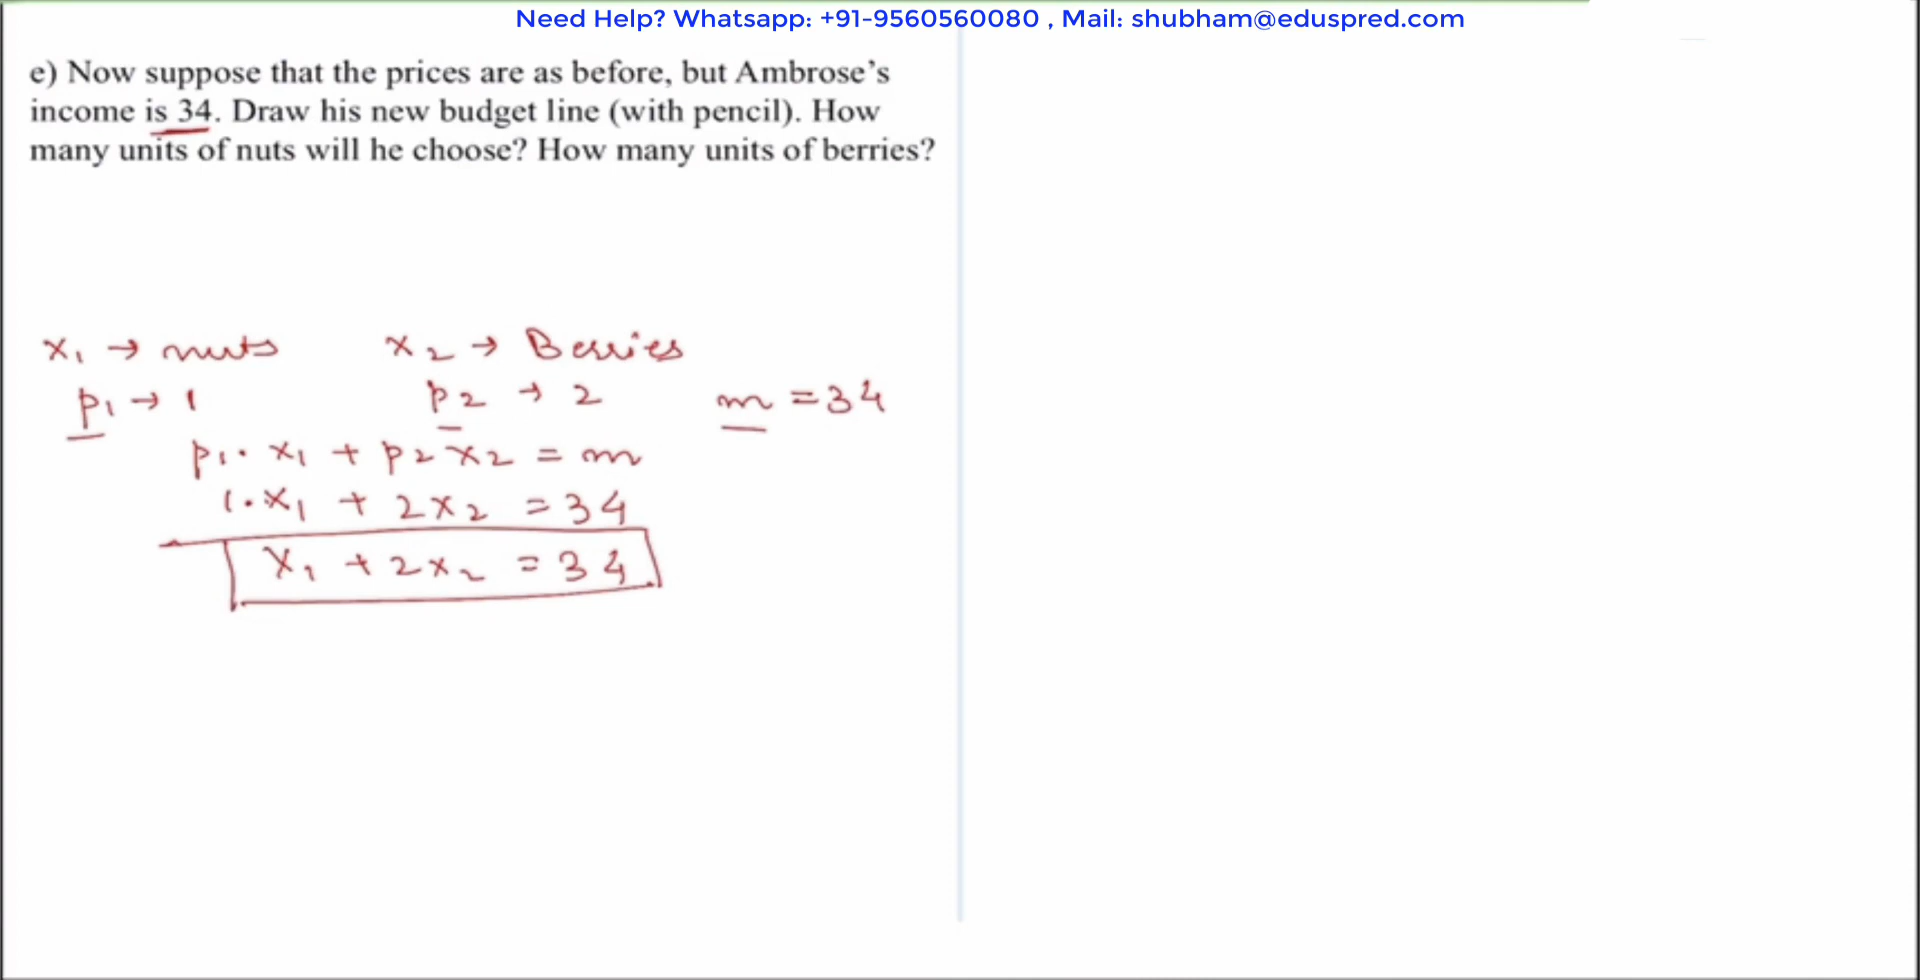 Need Help? Whatsapp: +91-9560560080 , Mail: shubham@eduspred.com
e) Now suppose that the prices are as before, but Ambrose's
income is 34. Draw his new budget line (with pencil). How
many units of nuts will he choose? How many units of berries?
x₁ → nuts x₂ → Berries
p₁ → 1 p₂ → 2 m = 34
p₁· x₁ + p₂ x₂ = m
1·x₁ + 2x₂ = 34
x₁ + 2x₂ = 34